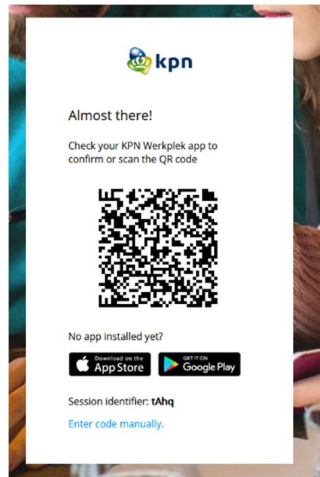 kpn
Almost there!
Check your KPN Werkplek app to
confirm or scan the QR code
No app installed yet?
Download on the
App Store
GET IT ON
Google Play
Session identifier: tAhq
Enter code manually.